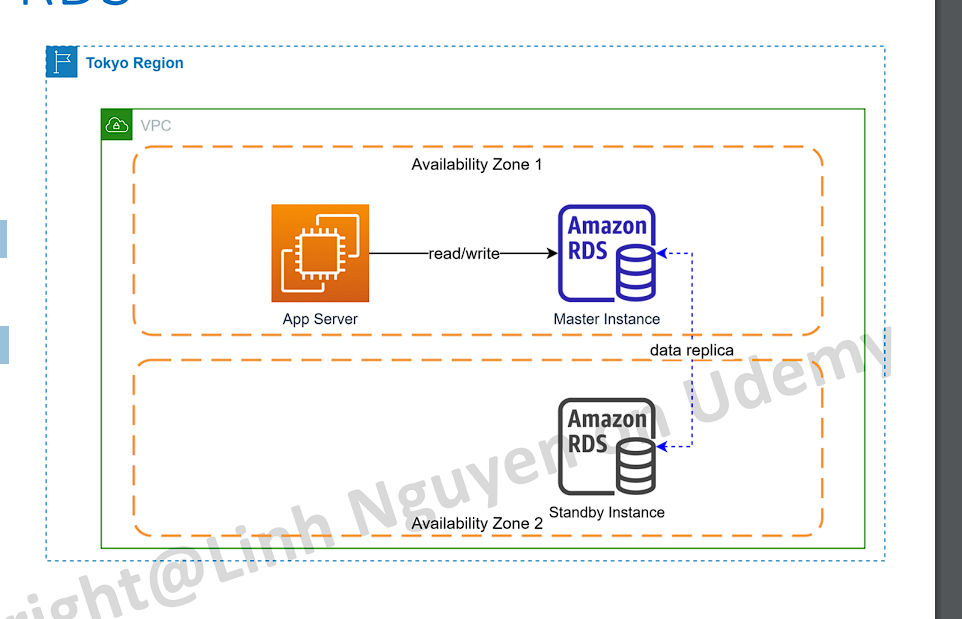 RDS
Tokyo Region
VPC
Availability Zone 1
Amazon
RDS
read/write
App Server
Master Instance
data replica
Amazon
RDS
Standby Instance
Availability Zone 2
right@Linh Nguyen on Udemy